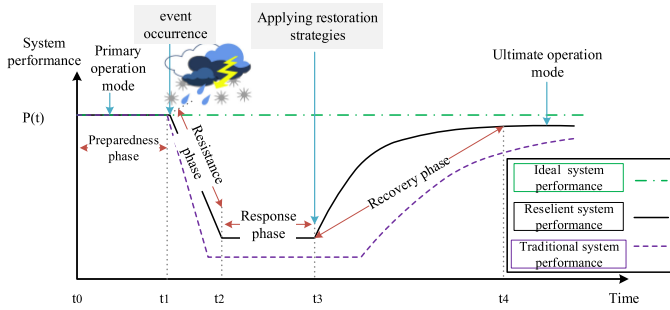 event
occurrence
Applying restoration
strategies
System
performance
Primary
operation
mode
Ultimate operation
mode
P(t)
Preparedness
phase
Resistance
phase
Response
phase
Recovery phase
Ideal system
performance
Reselient system
performance
Traditional system
performance
t0
t1
t2
t3
t4
Time